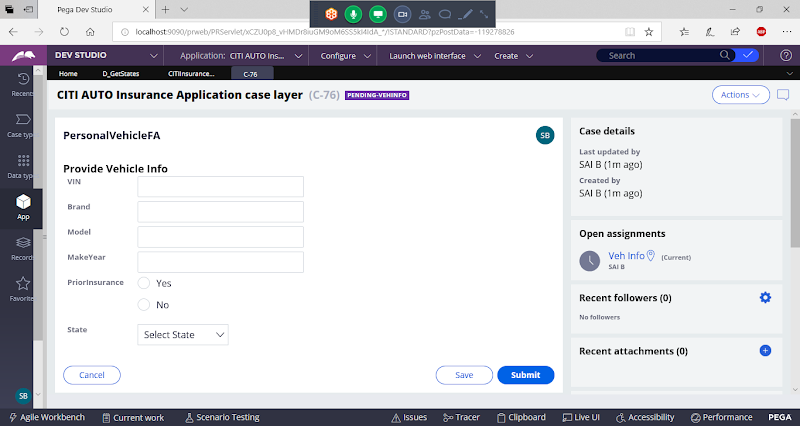 Pega Dev Studio
localhost:9090/prweb/PRServlet/xCZU0p8_vHMDr8iuGM9oM6SS5kI4IdA_*/!STANDARD?pzPostData=-119278826
DEV STUDIO
Application: CITI AUTO Ins...
Configure
Launch web interface
Create
Search
Home
D_GetStates
CITIInsurance...
C-76
Recents
CITI AUTO Insurance Application case layer (C-76) PENDING-VEHINFO
Actions
Case type
Data type
App
Records
Favorites
PersonalVehicleFA
SB
Provide Vehicle Info
VIN
Brand
Model
MakeYear
PriorInsurance
Yes
No
State
Select State
Cancel
Save
Submit
Case details
Last updated by
SAI B (1m ago)
Created by
SAI B (1m ago)
Open assignments
Veh Info (Current)
SAI B
Recent followers (0)
No followers
Recent attachments (0)
SB
Agile Workbench
Current work
Scenario Testing
Issues
Tracer
Clipboard
Live UI
Accessibility
Performance
PEGA